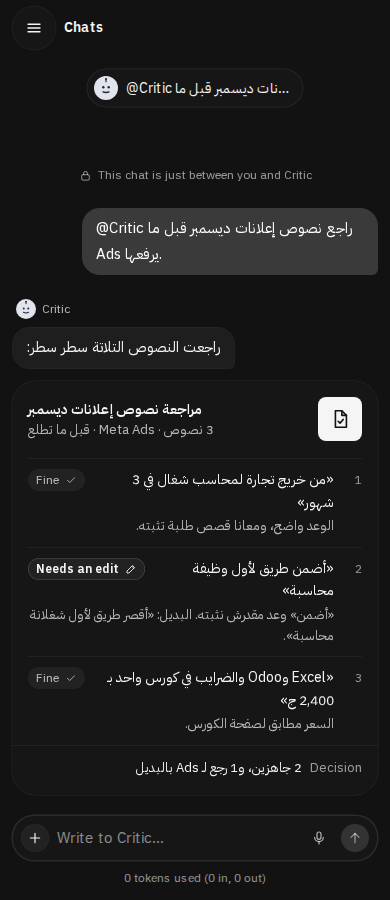 Chats
@Critic نات ديسمبر قبل ما...
This chat is just between you and Critic
@Critic راجع نصوص إعلانات ديسمبر قبل ما
Ads يرفعها.
Critic
راجعت النصوص التلاتة سطر سطر:
مراجعة نصوص إعلانات ديسمبر
3 نصوص · Meta Ads · قبل ما تطلع
1
«من خريج تجارة لمحاسب شغال في 3
شهور»
Fine
الوعد واضح، ومعانا قصص طلبة تثبته.
2
«أضمن طريق لأول وظيفة
محاسبة»
Needs an edit
«أضمن» وعد مقدرش نثبته. البديل: «أقصر طريق لأول شغلانة
محاسبة».
3
«Excel وOdoo والضرايب في كورس واحد بـ
2,400 ج»
Fine
السعر مطابق لصفحة الكورس.
Decision
2 جاهزين، و1 رجع لـ Ads بالبديل
Write to Critic...
0 tokens used (0 in, 0 out)